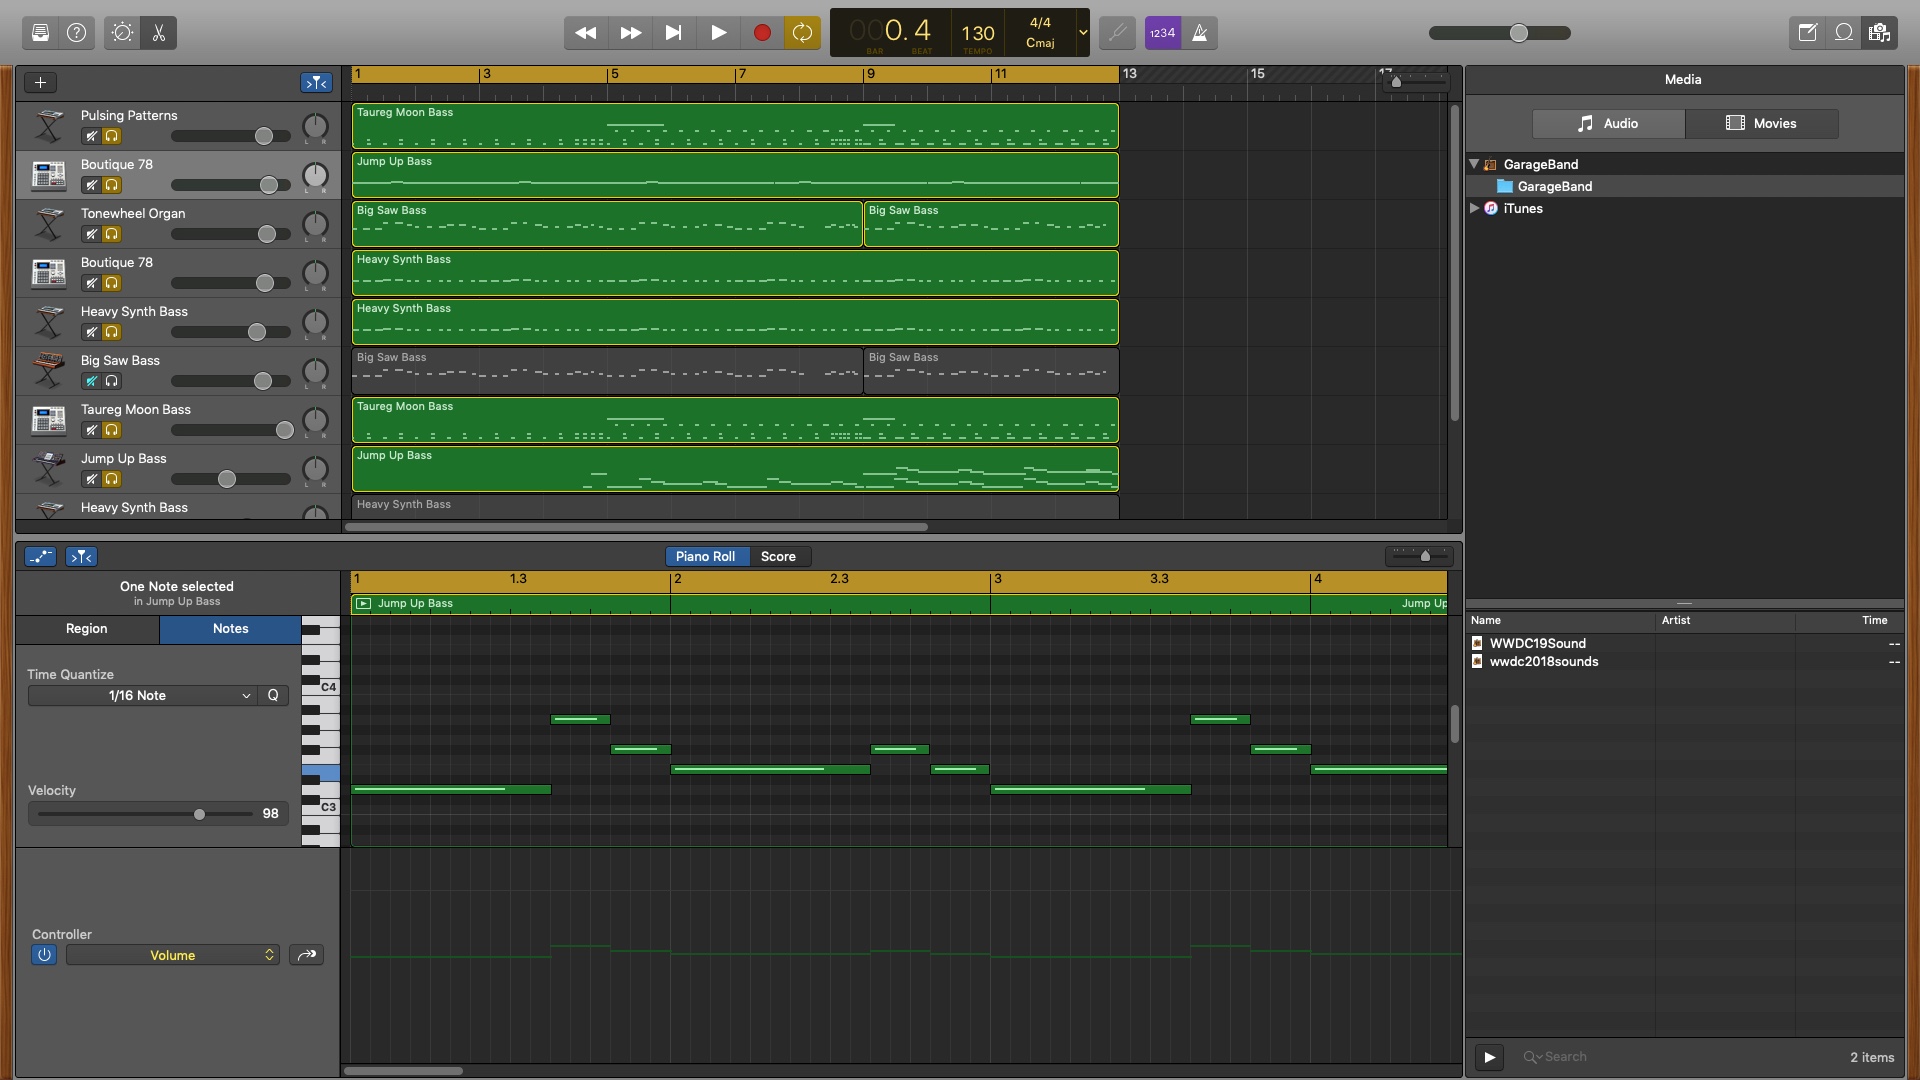 000. 4
BAR BEAT
130
TEMPO
4/4
Cmaj
1234
1 3 5 7 9 11 13 15 17
Pulsing Patterns
L R
Taureg Moon Bass
Boutique 78
L R
Jump Up Bass
Tonewheel Organ
L R
Big Saw Bass
Big Saw Bass
Boutique 78
L R
Heavy Synth Bass
Heavy Synth Bass
L R
Heavy Synth Bass
Big Saw Bass
L R
Big Saw Bass
Big Saw Bass
Taureg Moon Bass
L R
Taureg Moon Bass
Jump Up Bass
L R
Jump Up Bass
Heavy Synth Bass
Heavy Synth Bass
Piano Roll Score
One Note selected
in Jump Up Bass
Region Notes
Time Quantize
1/16 Note Q
Velocity
98
1 1.3 2 2.3 3 3.3 4
Jump Up Bass Jump Up
C4
C3
Controller
Volume
Media
Audio Movies
GarageBand
GarageBand
iTunes
Name Artist Time
WWDC19Sound --
wwdc2018sounds --
Search 2 items